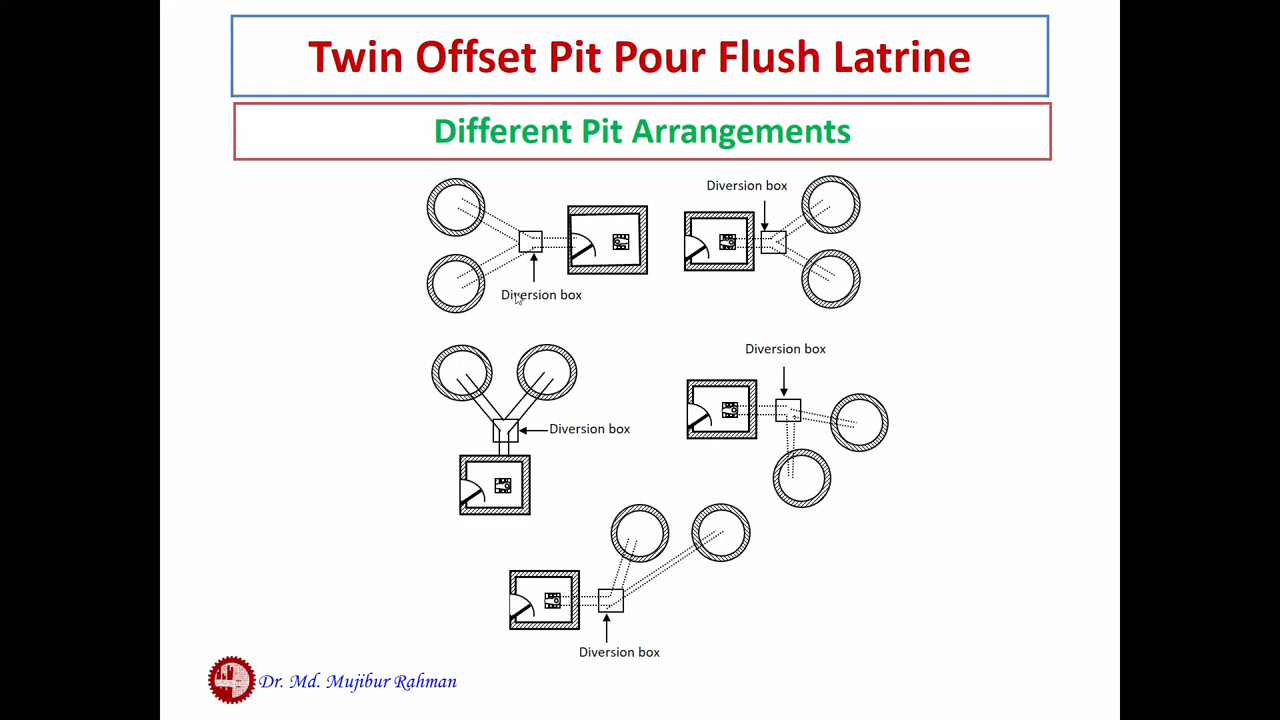 Twin Offset Pit Pour Flush Latrine
Different Pit Arrangements
Diversion box
Diversion box
Diversion box
Diversion box
Diversion box
Dr. Md. Mujibur Rahman